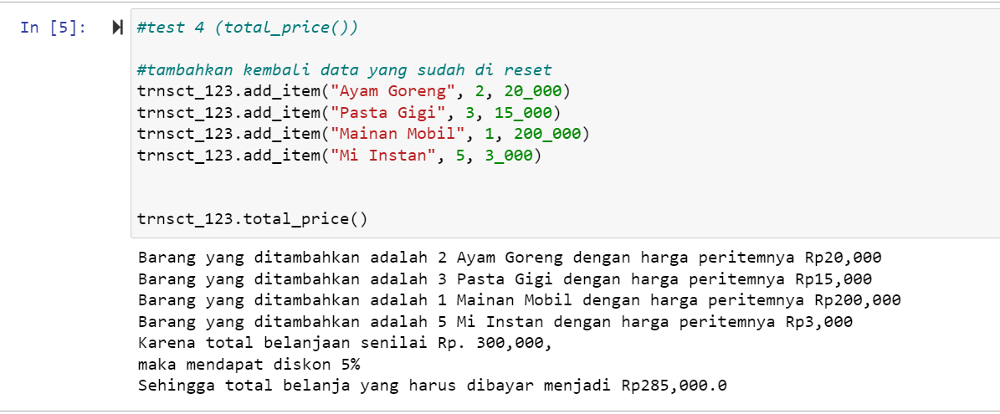 In [5]:
#test 4 (total_price())
#tambahkan kembali data yang sudah di reset
trnsct_123.add_item("Ayam Goreng", 2, 20_000)
trnsct_123.add_item("Pasta Gigi", 3, 15_000)
trnsct_123.add_item("Mainan Mobil", 1, 200_000)
trnsct_123.add_item("Mi Instan", 5, 3_000)
trnsct_123.total_price()
Barang yang ditambahkan adalah 2 Ayam Goreng dengan harga peritemnya Rp20,000
Barang yang ditambahkan adalah 3 Pasta Gigi dengan harga peritemnya Rp15,000
Barang yang ditambahkan adalah 1 Mainan Mobil dengan harga peritemnya Rp200,000
Barang yang ditambahkan adalah 5 Mi Instan dengan harga peritemnya Rp3,000
Karena total belanjaan senilai Rp. 300,000,
maka mendapat diskon 5%
Sehingga total belanja yang harus dibayar menjadi Rp285,000.0